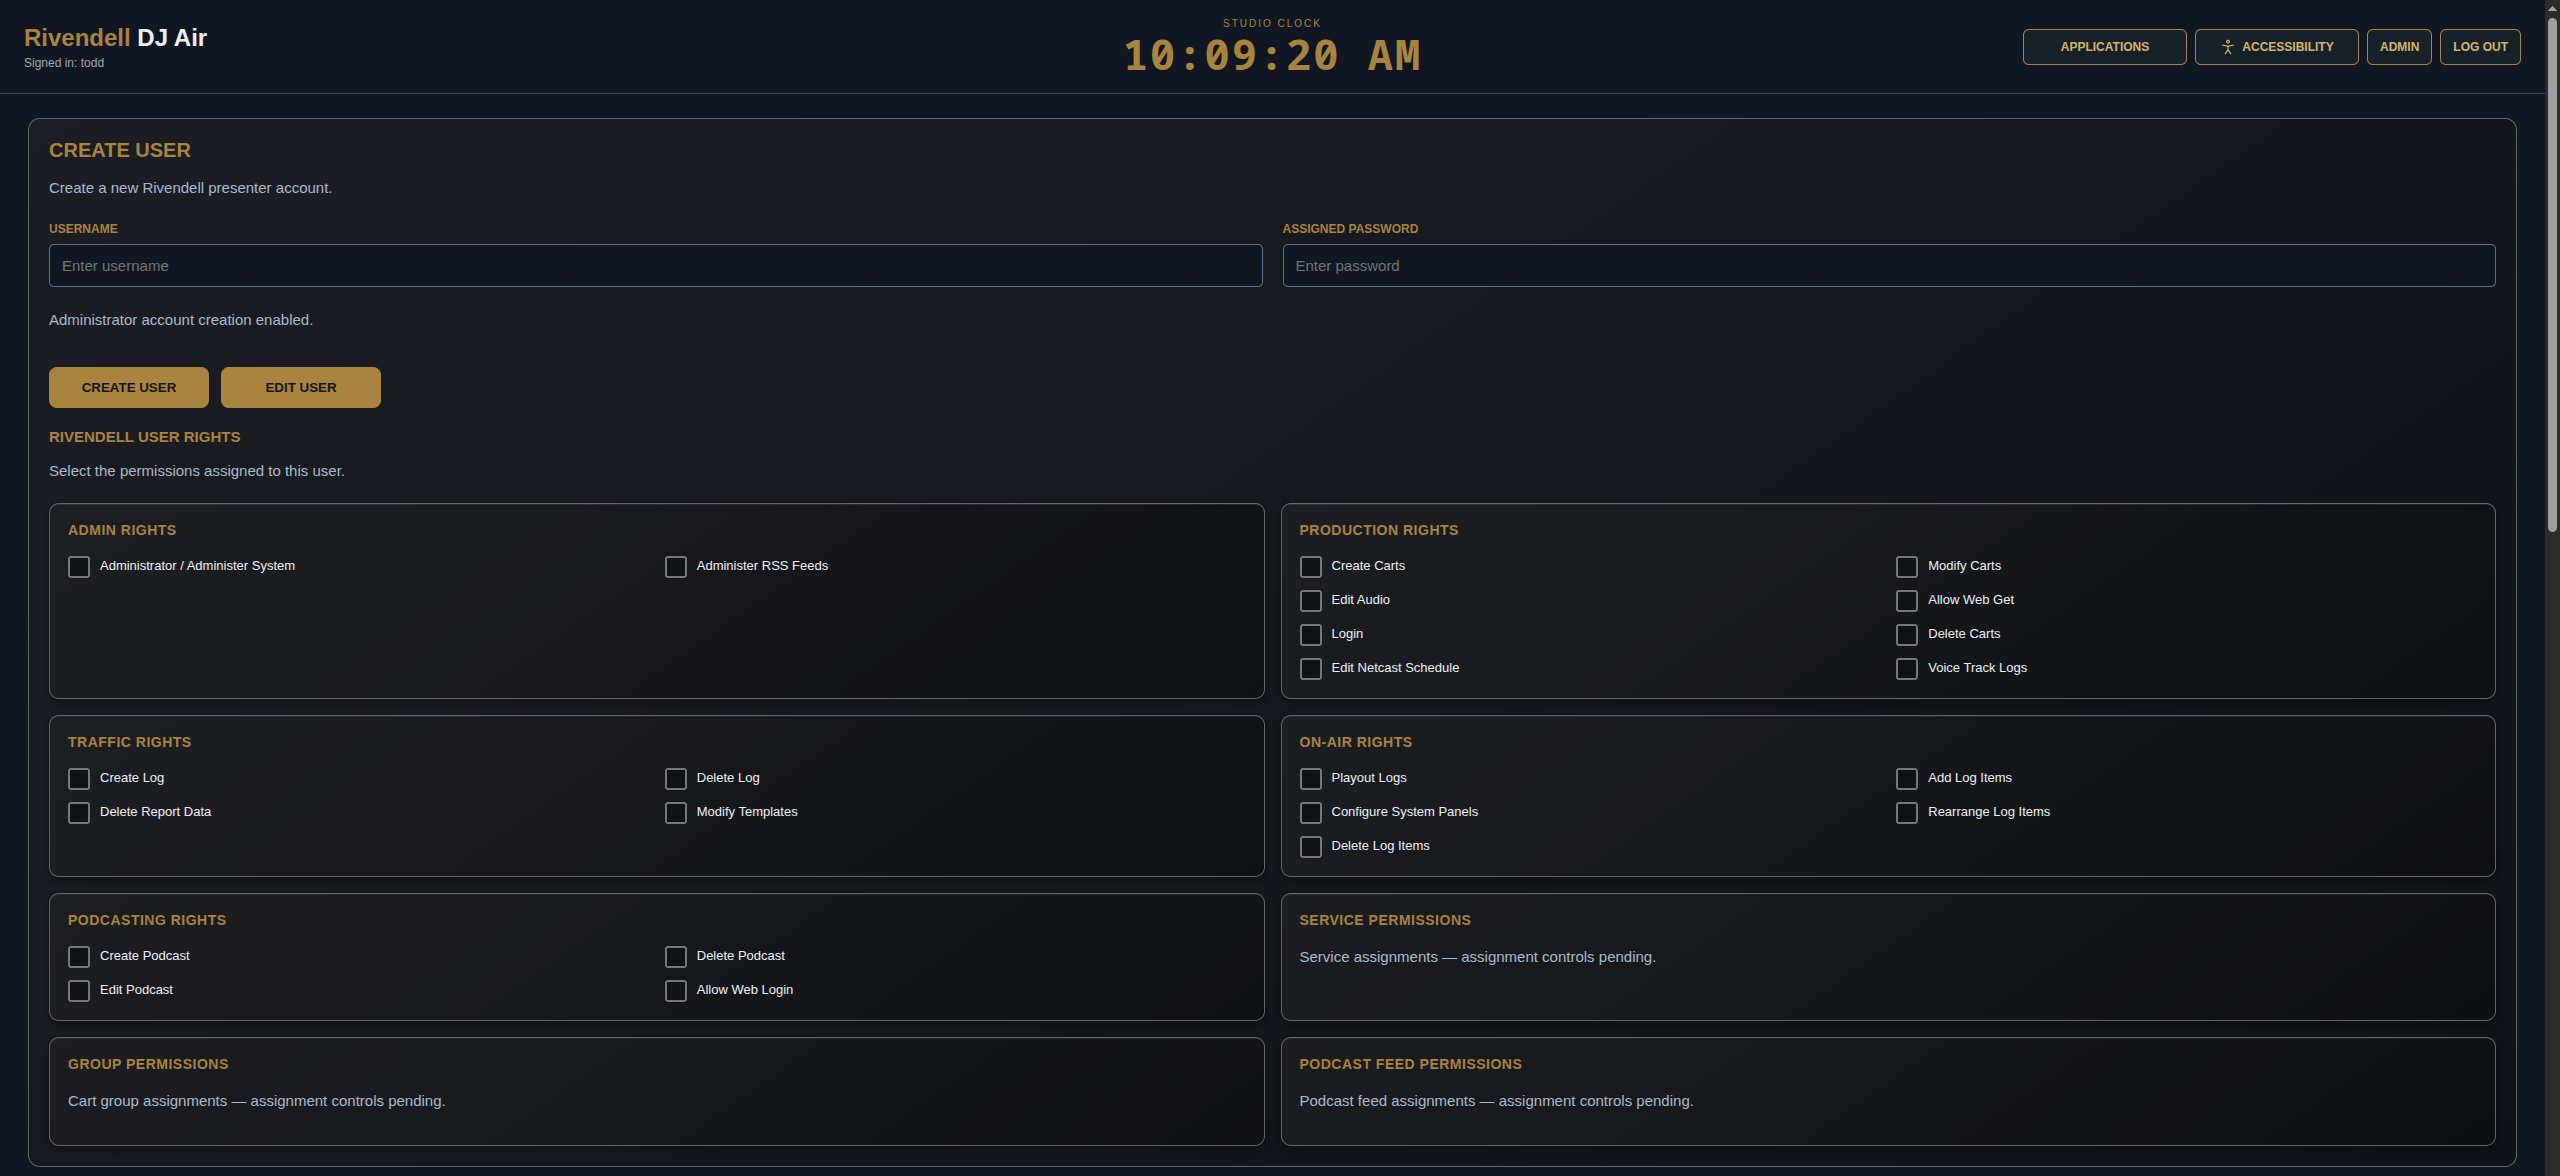 Rivendell DJ Air
Signed in: todd
STUDIO CLOCK
10:09:20 AM
APPLICATIONS
ACCESSIBILITY
ADMIN
LOG OUT
CREATE USER
Create a new Rivendell presenter account.
USERNAME
ASSIGNED PASSWORD
Enter username
Enter password
Administrator account creation enabled.
CREATE USER
EDIT USER
RIVENDELL USER RIGHTS
Select the permissions assigned to this user.
ADMIN RIGHTS
Administrator / Administer System
Administer RSS Feeds
PRODUCTION RIGHTS
Create Carts
Modify Carts
Edit Audio
Allow Web Get
Login
Delete Carts
Edit Netcast Schedule
Voice Track Logs
TRAFFIC RIGHTS
Create Log
Delete Log
Delete Report Data
Modify Templates
ON-AIR RIGHTS
Playout Logs
Add Log Items
Configure System Panels
Rearrange Log Items
Delete Log Items
PODCASTING RIGHTS
Create Podcast
Delete Podcast
Edit Podcast
Allow Web Login
SERVICE PERMISSIONS
Service assignments — assignment controls pending.
GROUP PERMISSIONS
Cart group assignments — assignment controls pending.
PODCAST FEED PERMISSIONS
Podcast feed assignments — assignment controls pending.